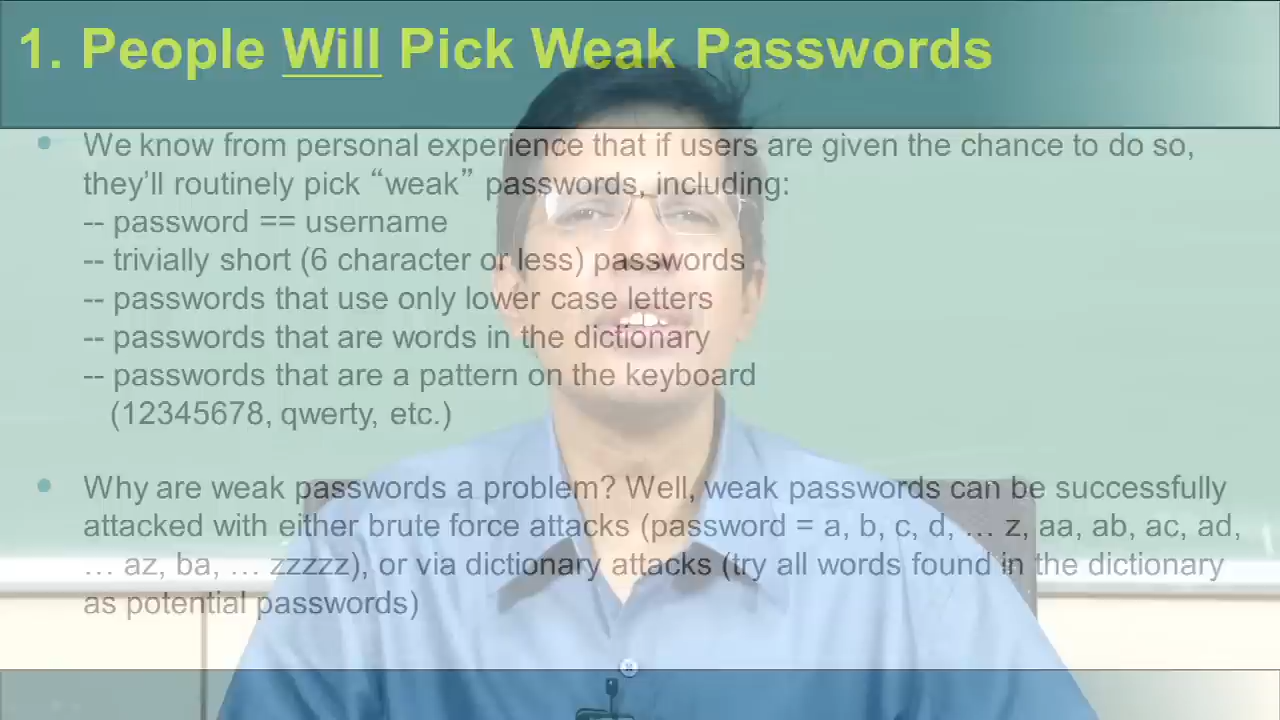 1. People Will Pick Weak Passwords
• We know from personal experience that if users are given the chance to do so,
they’ll routinely pick “weak” passwords, including:
-- password == username
-- trivially short (6 character or less) passwords
-- passwords that use only lower case letters
-- passwords that are words in the dictionary
-- passwords that are a pattern on the keyboard
(12345678, qwerty, etc.)
• Why are weak passwords a problem? Well, weak passwords can be successfully
attacked with either brute force attacks (password = a, b, c, d, … z, aa, ab, ac, ad,
… az, ba, … zzzzz), or via dictionary attacks (try all words found in the dictionary
as potential passwords)